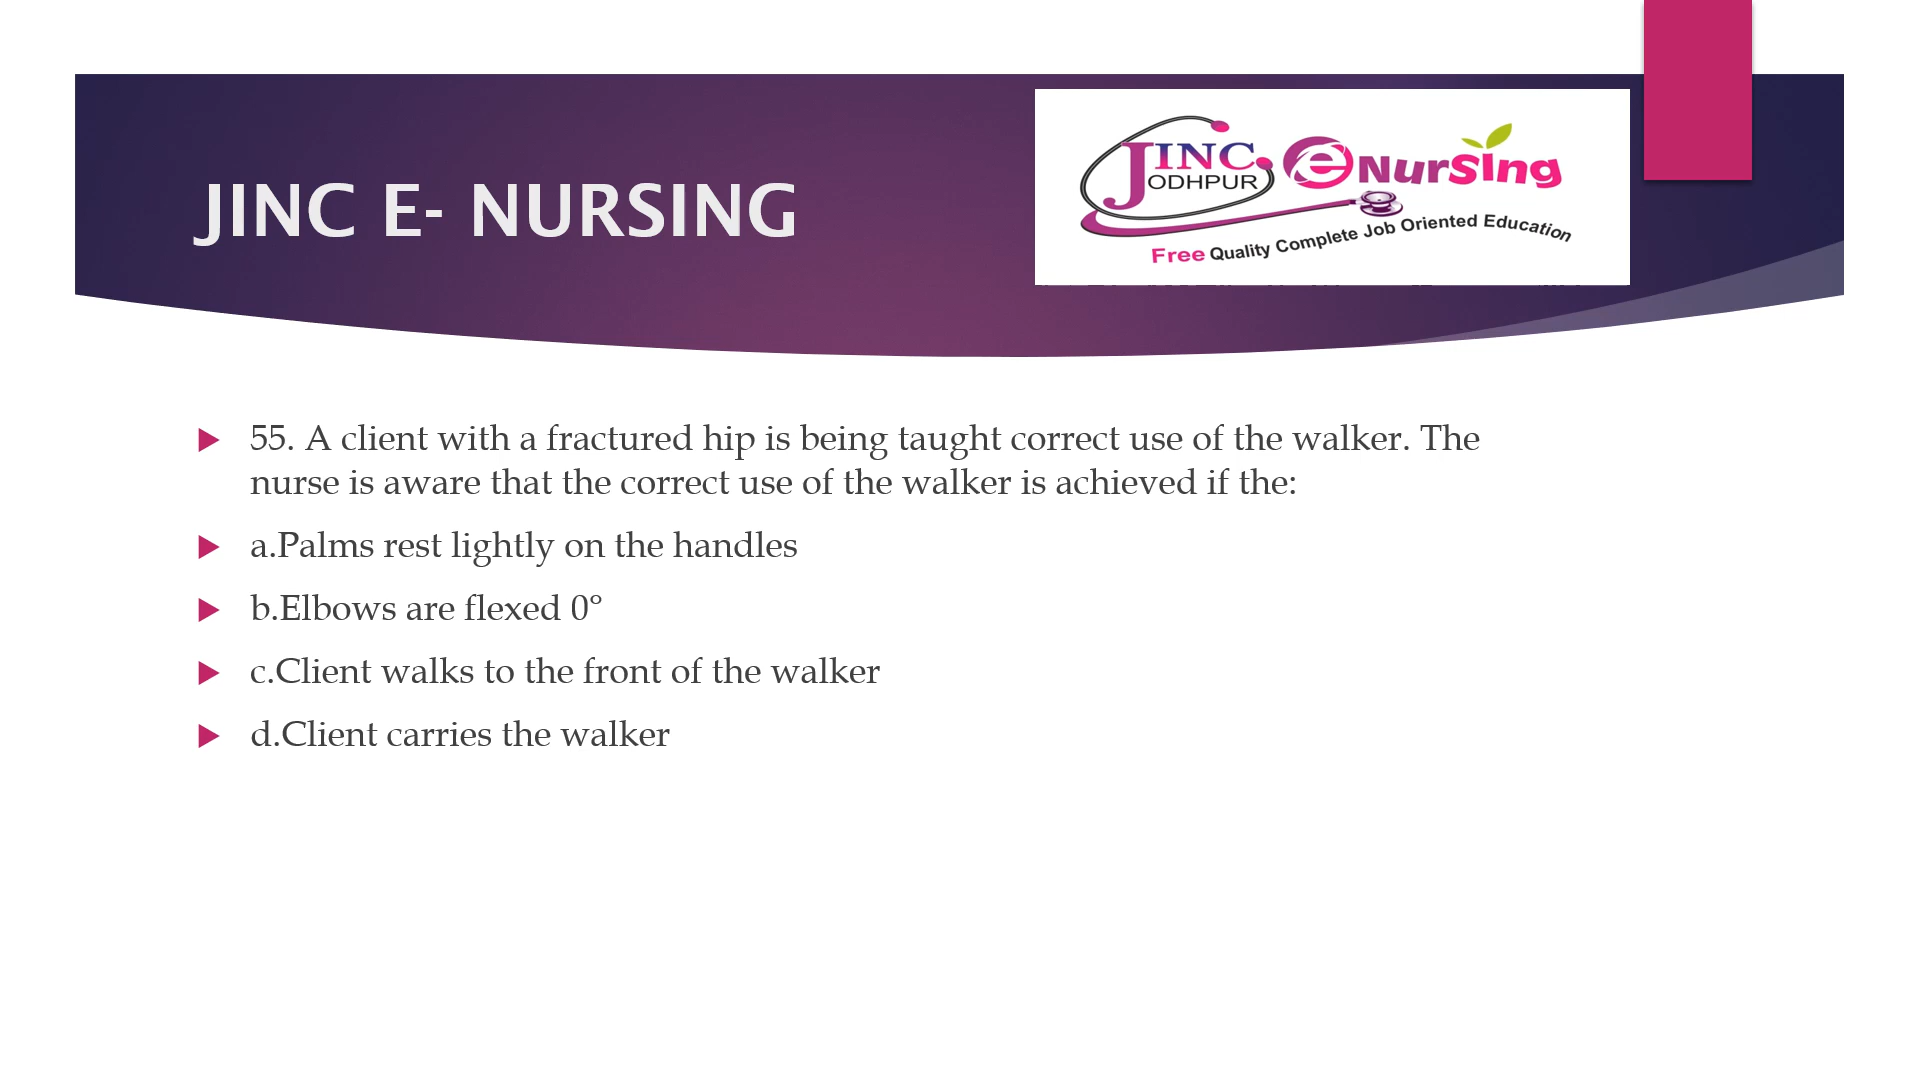 JINC E- NURSING
JINC
ODHPUR
eNursing
Free Quality Complete Job Oriented Education
55. A client with a fractured hip is being taught correct use of the walker. The
nurse is aware that the correct use of the walker is achieved if the:
a.Palms rest lightly on the handles
b.Elbows are flexed 0°
c.Client walks to the front of the walker
d.Client carries the walker